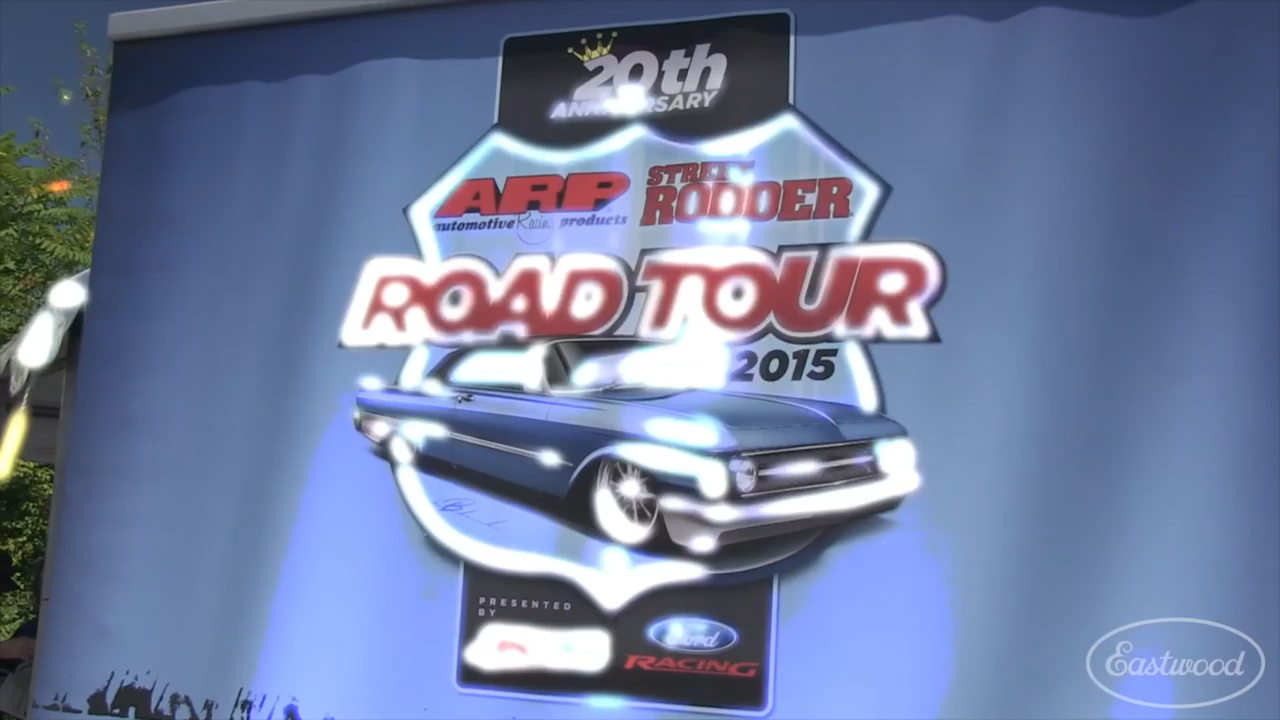 20th
ANNIVERSARY
ARP
automotive Racing products
STREET
RODDER
ROAD TOUR
2015
PRESENTED
BY
Ford
RACING
Eastwood